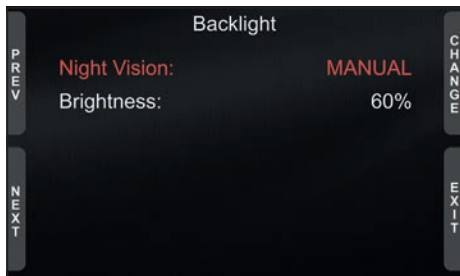 Backlight
PREV
CHANGE
Night Vision: MANUAL
Brightness: 60%
NEXT
EXIT